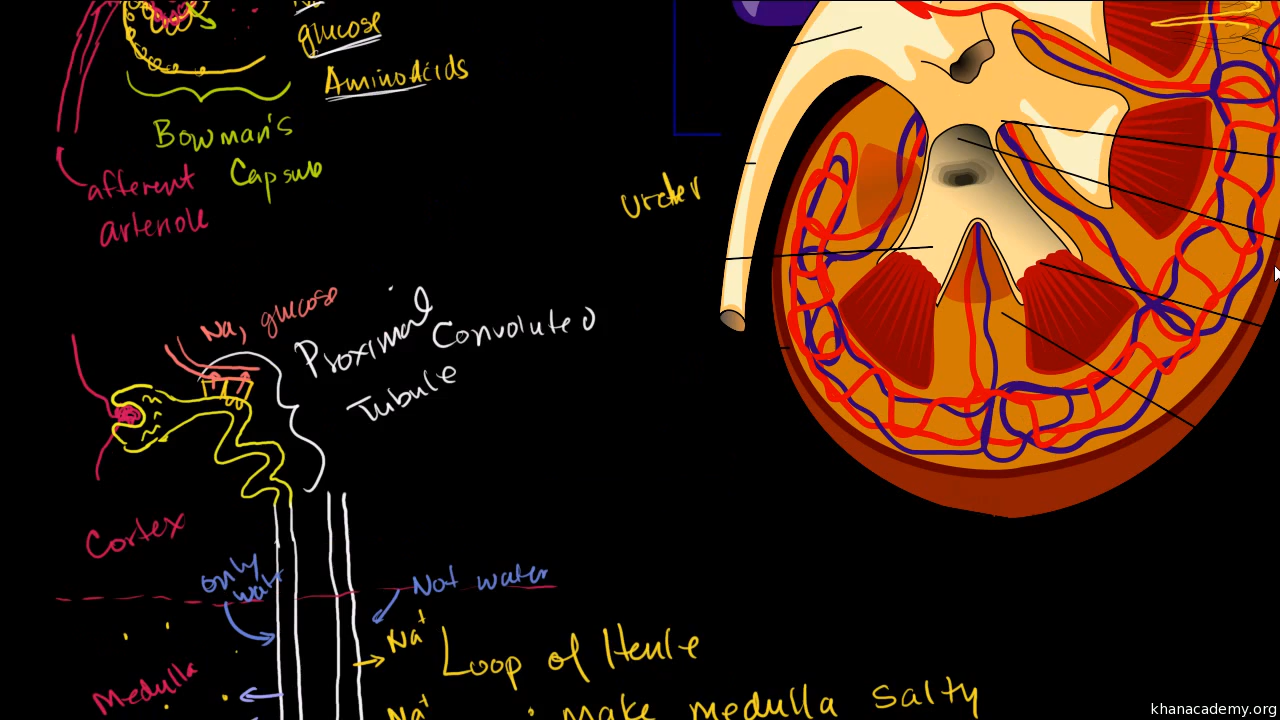 glucose
Amino Acids
Bowman's
Capsule
afferent
arteriole
ureter
Na, glucose
Proximal
Convoluted
Tubule
Cortex
only
water
Not water
Na+
Loop of Henle
Medulla
Na+
: make medulla salty
khanacademy.org